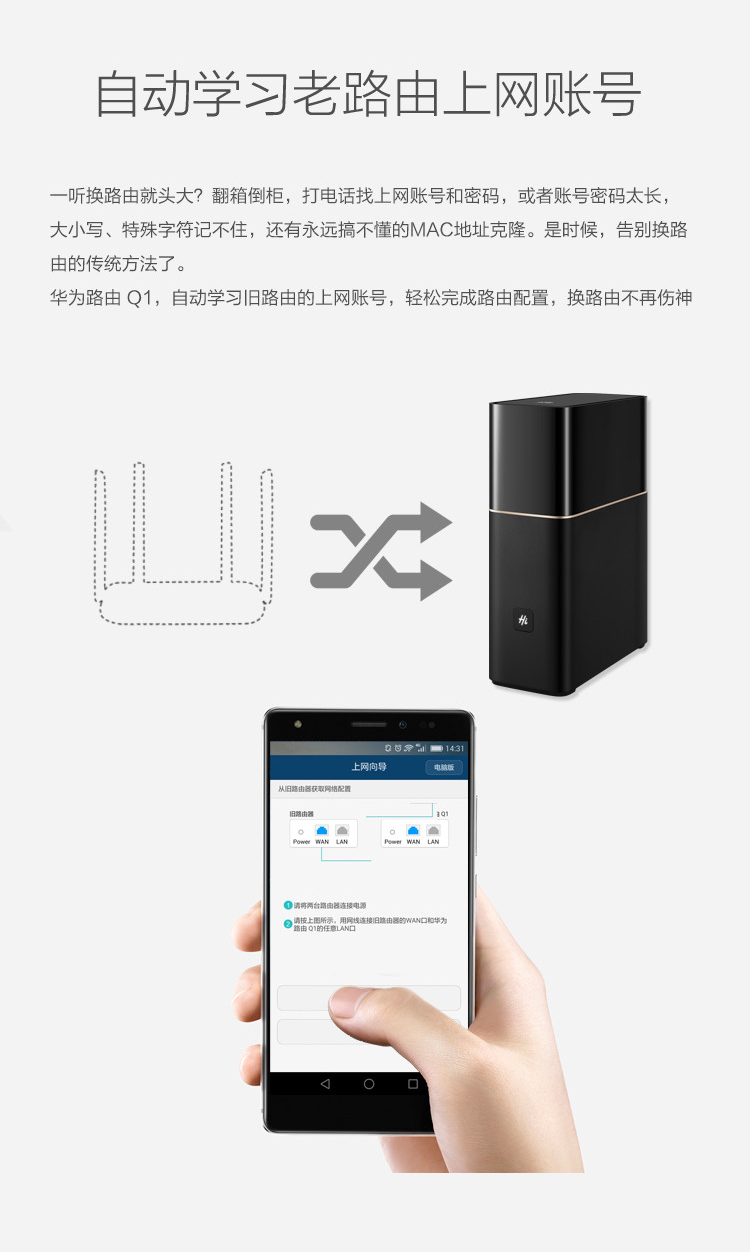 自动学习老路由上网账号
一听换路由就头大？翻箱倒柜，打电话找上网账号和密码，或者账号密码太长，
大小写、特殊字符记不住，还有永远搞不懂的MAC地址克隆。是时候，告别换路
由的传统方法了。
华为路由 Q1，自动学习旧路由的上网账号，轻松完成路由配置，换路由不再伤神
Hi
14:31
上网向导
电脑版
从旧路由器获取网络配置
旧路由器
Q1
Power WAN LAN
Power WAN LAN
1 请将两台路由器连接电源
2 请按上图所示，用网线连接旧路由器的WAN口和华为
路由 Q1的任意LAN口